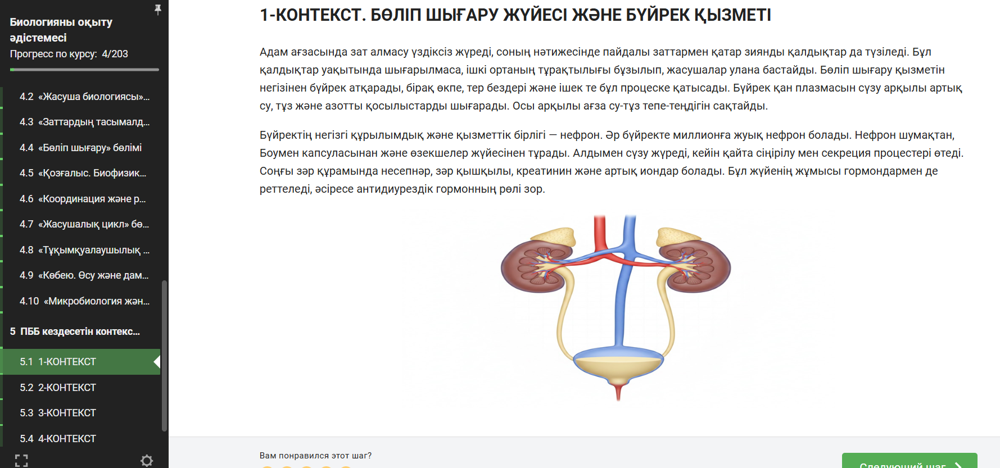 Биологияны оқыту
әдістемесі
Прогресс по курсу: 4/203
4.2 «Жасуша биологиясы»...
4.3 «Заттардың тасымалд...
4.4 «Бөліп шығару» бөлімі
4.5 «Қозғалыс. Биофизик...
4.6 «Координация және р...
4.7 «Жасушалық цикл» бө...
4.8 «Тұқымқуалаушылық ...
4.9 «Көбею. Өсу және дам...
4.10 «Микробиология жән...
5 ПББ кездесетін контекс...
5.1 1-КОНТЕКСТ
5.2 2-КОНТЕКСТ
5.3 3-КОНТЕКСТ
5.4 4-КОНТЕКСТ
1-КОНТЕКСТ. БӨЛІП ШЫҒАРУ ЖҮЙЕСІ ЖӘНЕ БҮЙРЕК ҚЫЗМЕТІ
Адам ағзасында зат алмасу үздіксіз жүреді, соның нәтижесінде пайдалы заттармен қатар зиянды қалдықтар да түзіледі. Бұл
қалдықтар уақытында шығарылмаса, ішкі ортаның тұрақтылығы бұзылып, жасушалар улана бастайды. Бөліп шығару қызметін
негізінен бүйрек атқарады, бірақ өкпе, тер бездері және ішек те бұл процеске қатысады. Бүйрек қан плазмасын сүзу арқылы артық
су, тұз және азотты қосылыстарды шығарады. Осы арқылы ағза су-тұз тепе-теңдігін сақтайды.
Бүйректің негізгі құрылымдық және қызметтік бірлігі — нефрон. Әр бүйректе миллионға жуық нефрон болады. Нефрон шумақтан,
Боумен капсуласынан және өзекшелер жүйесінен тұрады. Алдымен сүзу жүреді, кейін қайта сіңірілу мен секреция процестері өтеді.
Соңғы зәр құрамында несепнәр, зәр қышқылы, креатинин және артық иондар болады. Бұл жүйенің жұмысы гормондармен де
реттеледі, әсіресе антидиурездік гормонның рөлі зор.
Вам понравился этот шаг?
Следующий шаг